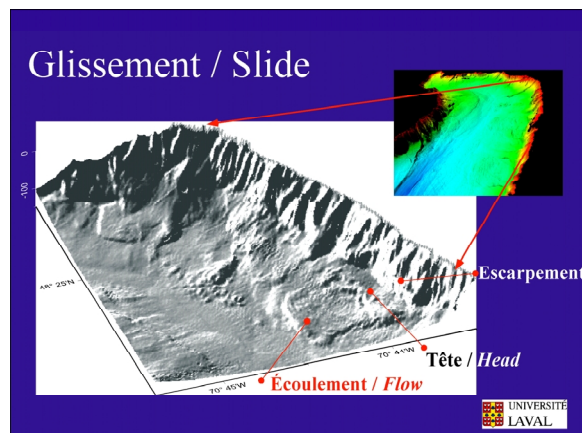 Glissement / Slide
0
-100
48° 25'N
Escarpement
Tête / Head
70° 41'W
70° 45'W
Écoulement / Flow
UNIVERSITÉ
LAVAL